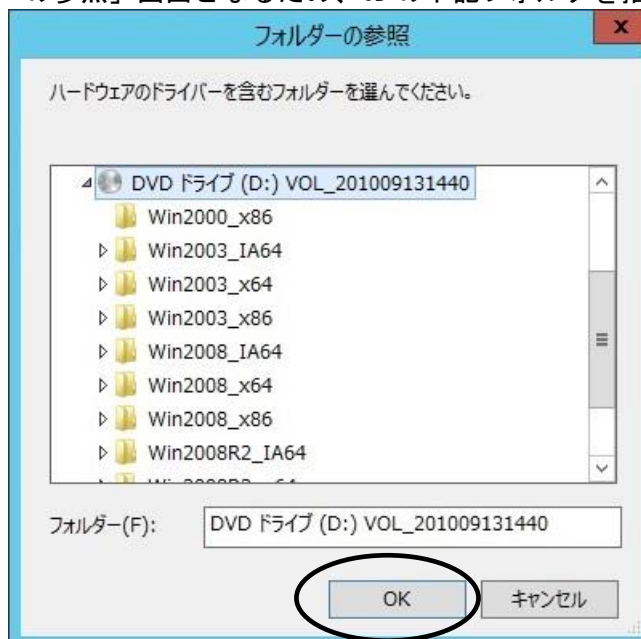 フォルダーの参照
x
ハードウェアのドライバーを含むフォルダーを選んでください。
DVD ドライブ (D:) VOL_201009131440
Win2000_x86
Win2003_IA64
Win2003_x64
Win2003_x86
Win2008_IA64
Win2008_x64
Win2008_x86
Win2008R2_IA64
フォルダー(F):
DVD ドライブ (D:) VOL_201009131440
OK
キャンセル